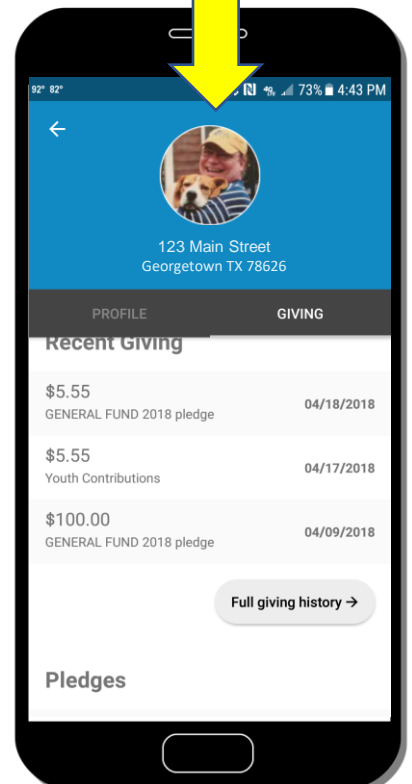 92° 82° 73% 4:43 PM
123 Main Street
Georgetown TX 78626
PROFILE GIVING
Recent Giving
$5.55
GENERAL FUND 2018 pledge 04/18/2018
$5.55
Youth Contributions 04/17/2018
$100.00
GENERAL FUND 2018 pledge 04/09/2018
Full giving history →
Pledges